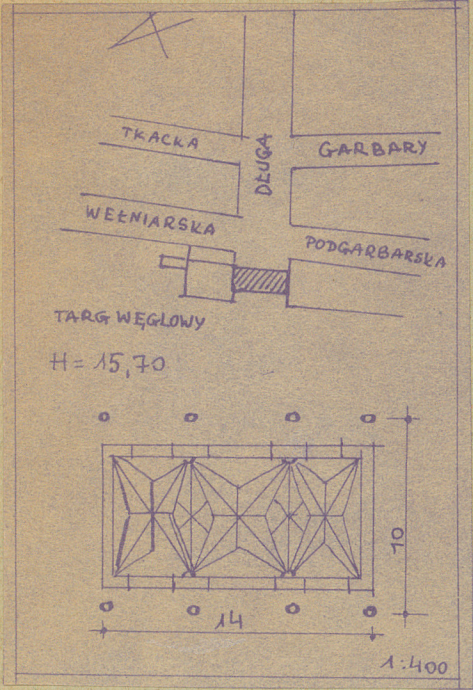 TKACKA
DŁUGA
GARBARY
WEŁNIARSKA
PODGARBARSKA
TARG WĘGLOWY
H = 15,70
10
14
1:400